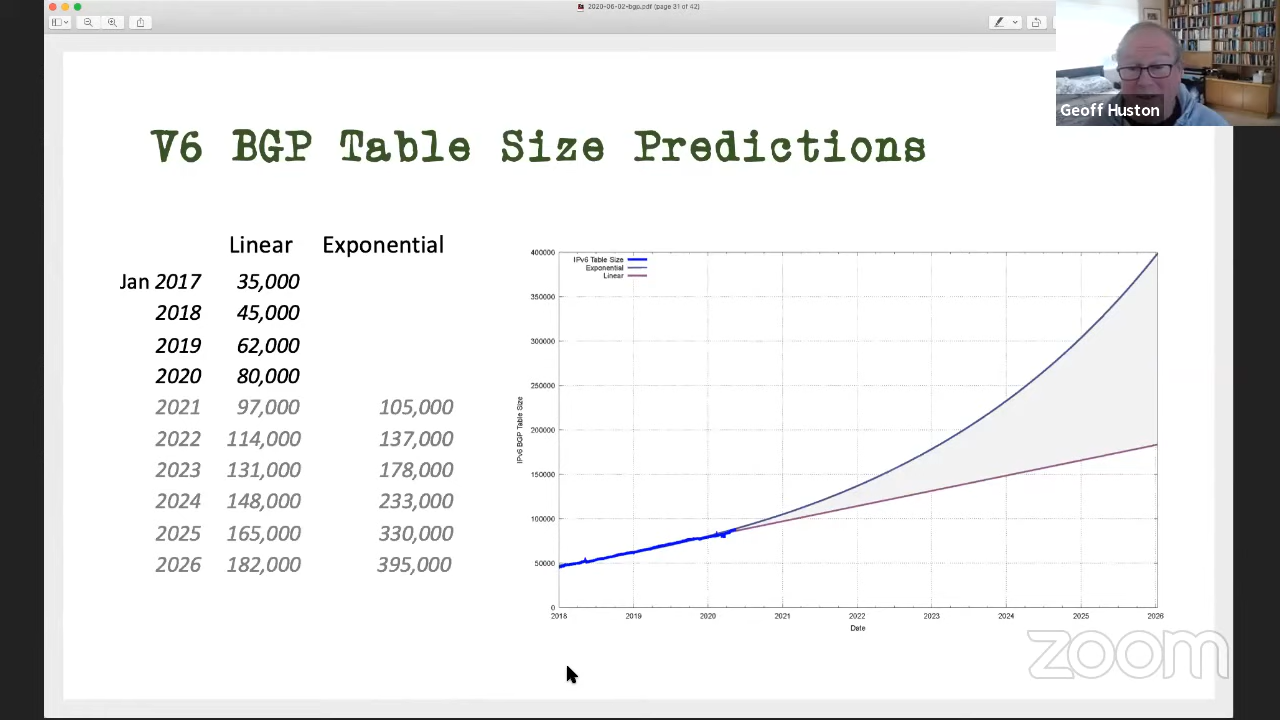 2020-06-02-bgp.pdf (page 31 of 42)
Geoff Huston
V6 BGP Table Size Predictions
Linear Exponential
Jan 2017 35,000
2018 45,000
2019 62,000
2020 80,000
2021 97,000 105,000
2022 114,000 137,000
2023 131,000 178,000
2024 148,000 233,000
2025 165,000 330,000
2026 182,000 395,000
IPv6 Table Size
Exponential
Linear
400000
350000
300000
250000
200000
150000
100000
50000
0
IPv6 BGP Table Size
2018 2019 2020 2021 2022 2023 2024 2025 2026
Date
zoom